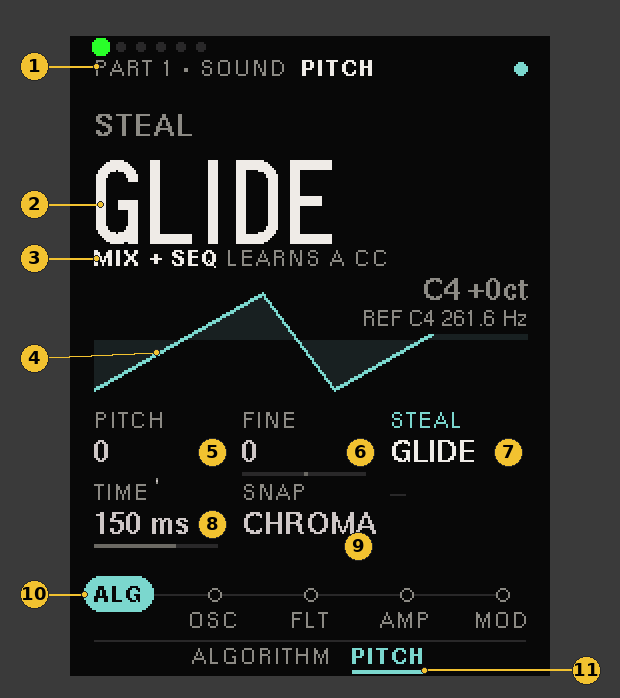 1 PART 1 · SOUND PITCH
STEAL
2 GLIDE
3 MIX + SEQ LEARNS A CC
C4 +0ct
REF C4 261.6 Hz
4
PITCH FINE STEAL
0 5 0 6 GLIDE 7
TIME SNAP –
150 ms 8 CHROMA
9
10 ALG
OSC FLT AMP MOD
ALGORITHM PITCH
11